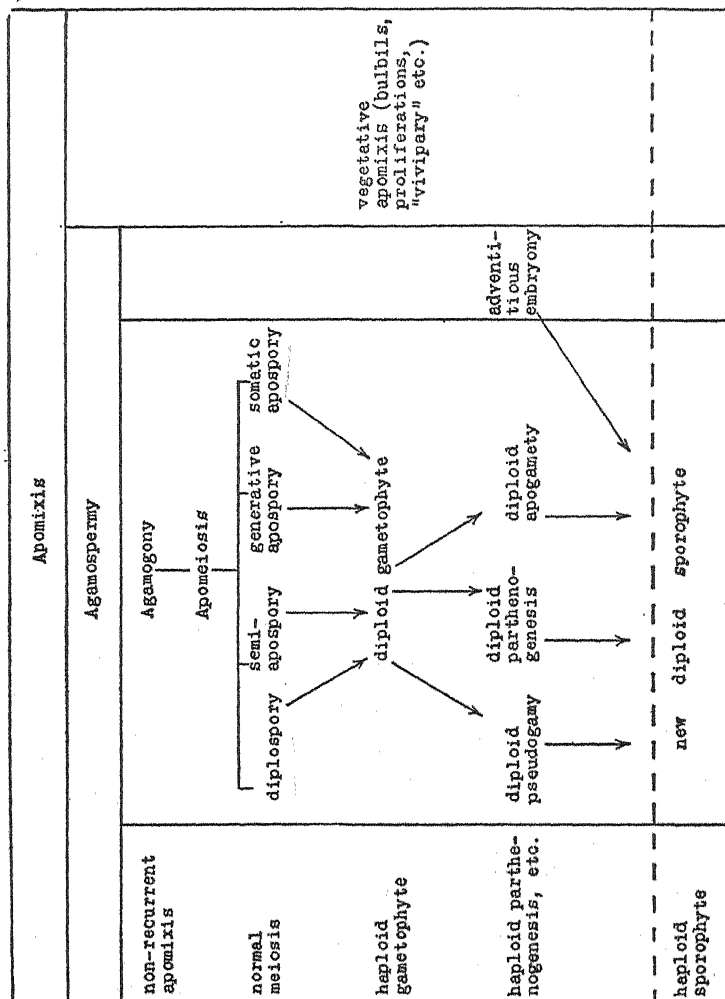 Apomixis
Agamospermy
vegetative
apomixis (bulbils,
proliferations,
"vivipary" etc.)
non-recurrent
apomixis
Agamogony
Apomeiosis
normal
meiosis
diplospory
semi-
apospory
generative
apospory
somatic
apospory
haploid
gametophyte
diploid gametophyte
haploid parthe-
nogenesis, etc.
diploid
pseudogamy
diploid
partheno-
genesis
diploid
apogamety
adventi-
tious
embryony
haploid
sporophyte
new diploid sporophyte